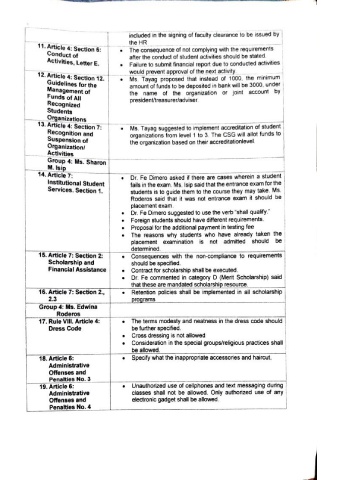 included in the signing of faculty clearance to be issued by
the HR
11. Article 4: Section 6:
Conduct of
Activities, Letter E.
• The consequence of not complying with the requirements
after the conduct of student activities should be stated.
• Failure to submit financial report due to conducted activities
would prevent approval of the next activity.
12. Article 4: Section 12.
Guidelines for the
Management of
Funds of All
Recognized
Students
Organizations
• Ms. Tayag proposed that instead of 1000, the minimum
amount of funds to be deposited in bank will be 3000, under
the name of the organization or joint account by
president/treasurer/adviser.
13. Article 4: Section 7:
Recognition and
Suspension of
Organization/
Activities
• Ms. Tayag suggested to implement accreditation of student
organizations from level 1 to 3. The CSG will allot funds to
the organization based on their accreditation level.
Group 4: Ms. Sharon
M. Isip
14. Article 7:
Institutional Student
Services. Section 1.
• Dr. Fe Dimero asked if there are cases wherein a student
fails in the exam. Ms. Isip said that the entrance exam for the
students is to guide them to the course they may take. Ms.
Roderos said that it was not entrance exam it should be
placement exam.
• Dr. Fe Dimero suggested to use the verb "shall qualify."
• Foreign students should have different requirements.
• Proposal for the additional payment in testing fee
• The reasons why students who have already taken the
placement examination is not admitted should be
determined.
15. Article 7: Section 2:
Scholarship and
Financial Assistance
• Consequences with the non-compliance to requirements
should be specified.
• Contract for scholarship shall be executed.
• Dr. Fe commented in category D (Merit Scholarship) said
that these are mandated scholarship resource.
16. Article 7: Section 2.,
2.3
• Retention policies shall be implemented in all scholarship
programs
Group 4: Ms. Edwina
Roderos
17. Rule VIII. Article 4:
Dress Code
• The terms modesty and neatness in the dress code should
be further specified.
• Cross dressing is not allowed
• Consideration in the special groups/religious practices shall
be allowed.
18. Article 6:
Administrative
Offenses and
Penalties No. 3
• Specify what the inappropriate accessories and haircut.
19. Article 6:
Administrative
Offenses and
Penalties No. 4
• Unauthorized use of cellphones and text messaging during
classes shall not be allowed. Only authorized use of any
electronic gadget shall be allowed.